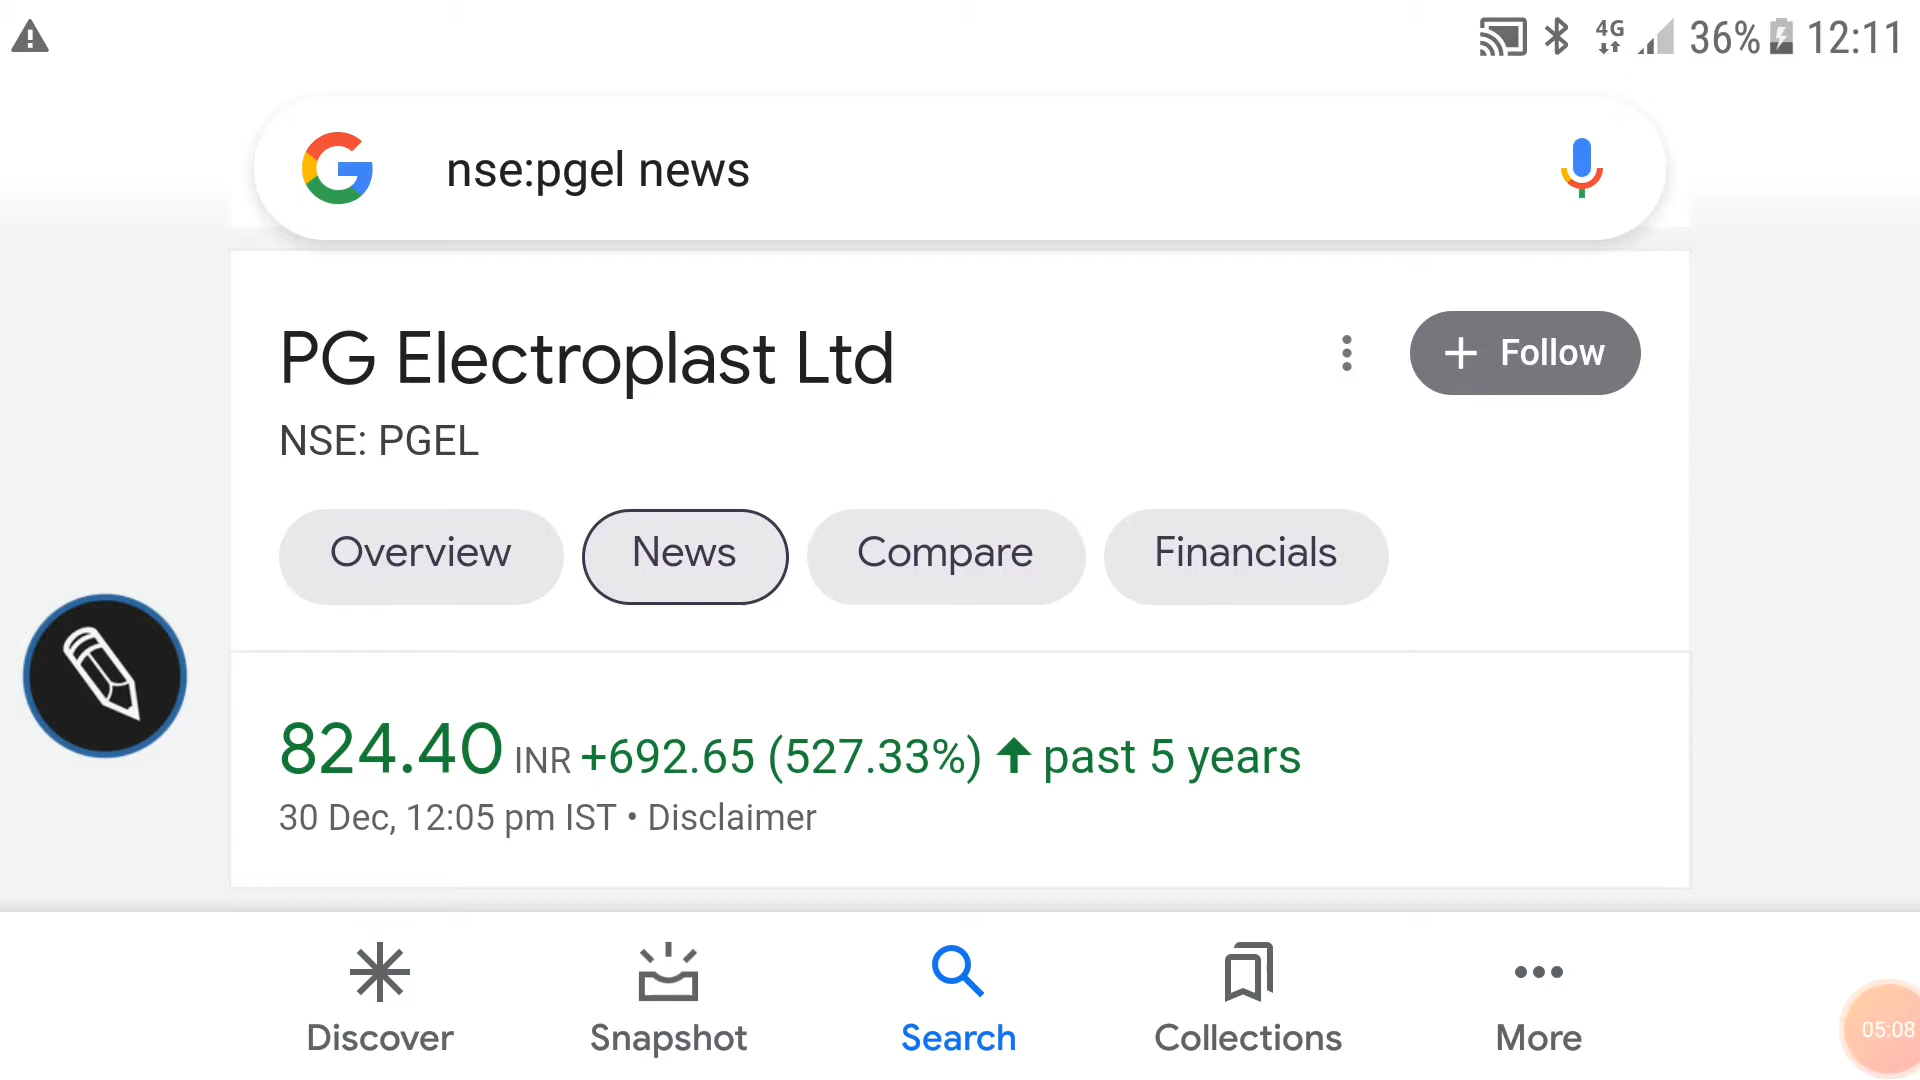 4G 36% 12:11
nse:pgel news
PG Electroplast Ltd
+ Follow
NSE: PGEL
Overview News Compare Financials
824.40 INR +692.65 (527.33%) ↑ past 5 years
30 Dec, 12:05 pm IST • Disclaimer
Discover Snapshot Search Collections More
05:08